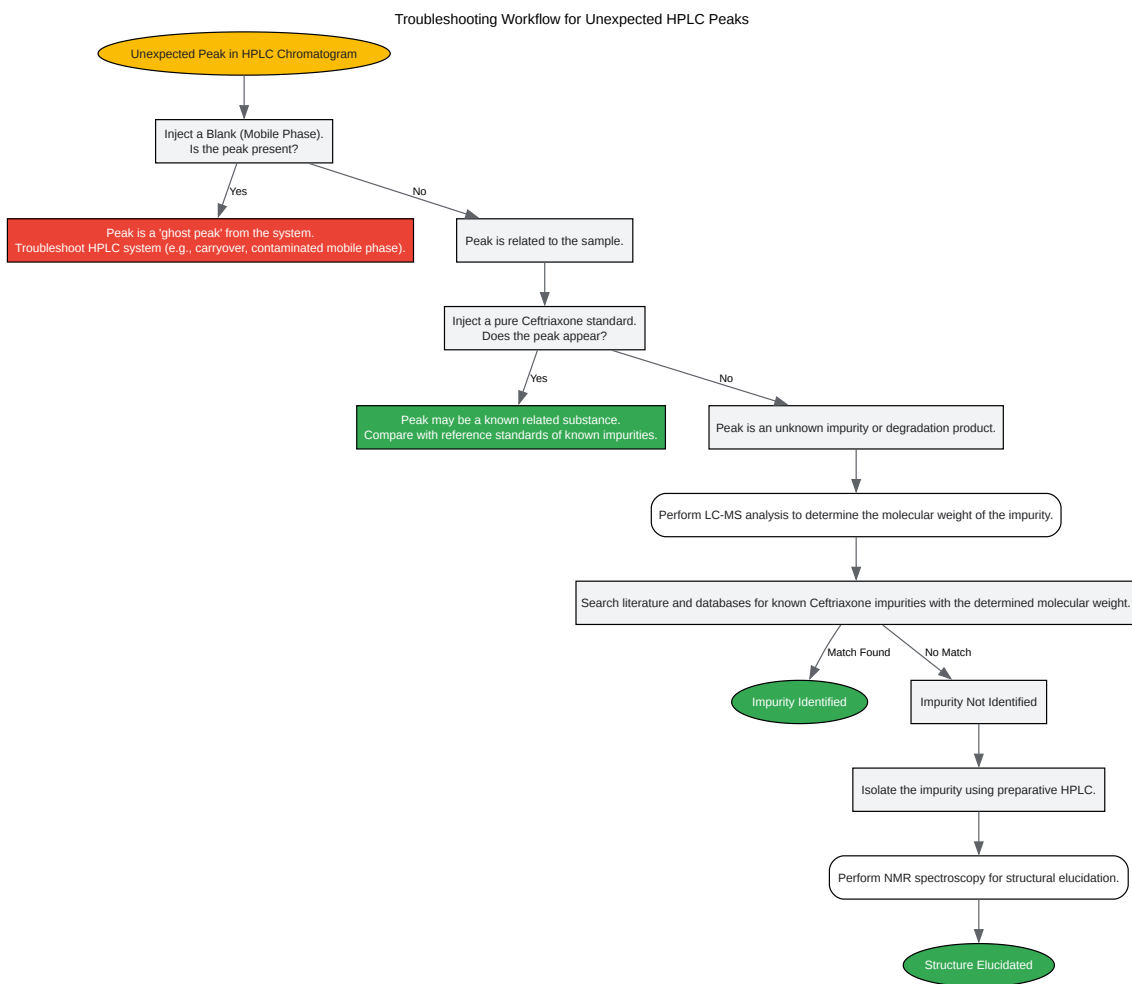 Troubleshooting Workflow for Unexpected HPLC Peaks
Unexpected Peak in HPLC Chromatogram
Inject a Blank (Mobile Phase).
Is the peak present?
Yes
No
Peak is a 'ghost peak' from the system.
Troubleshoot HPLC system (e.g., carryover, contaminated mobile phase).
Peak is related to the sample.
Inject a pure Ceftriaxone standard.
Does the peak appear?
Yes
No
Peak may be a known related substance.
Compare with reference standards of known impurities.
Peak is an unknown impurity or degradation product.
Perform LC-MS analysis to determine the molecular weight of the impurity.
Search literature and databases for known Ceftriaxone impurities with the determined molecular weight.
Match Found
No Match
Impurity Identified
Impurity Not Identified
Isolate the impurity using preparative HPLC.
Perform NMR spectroscopy for structural elucidation.
Structure Elucidated